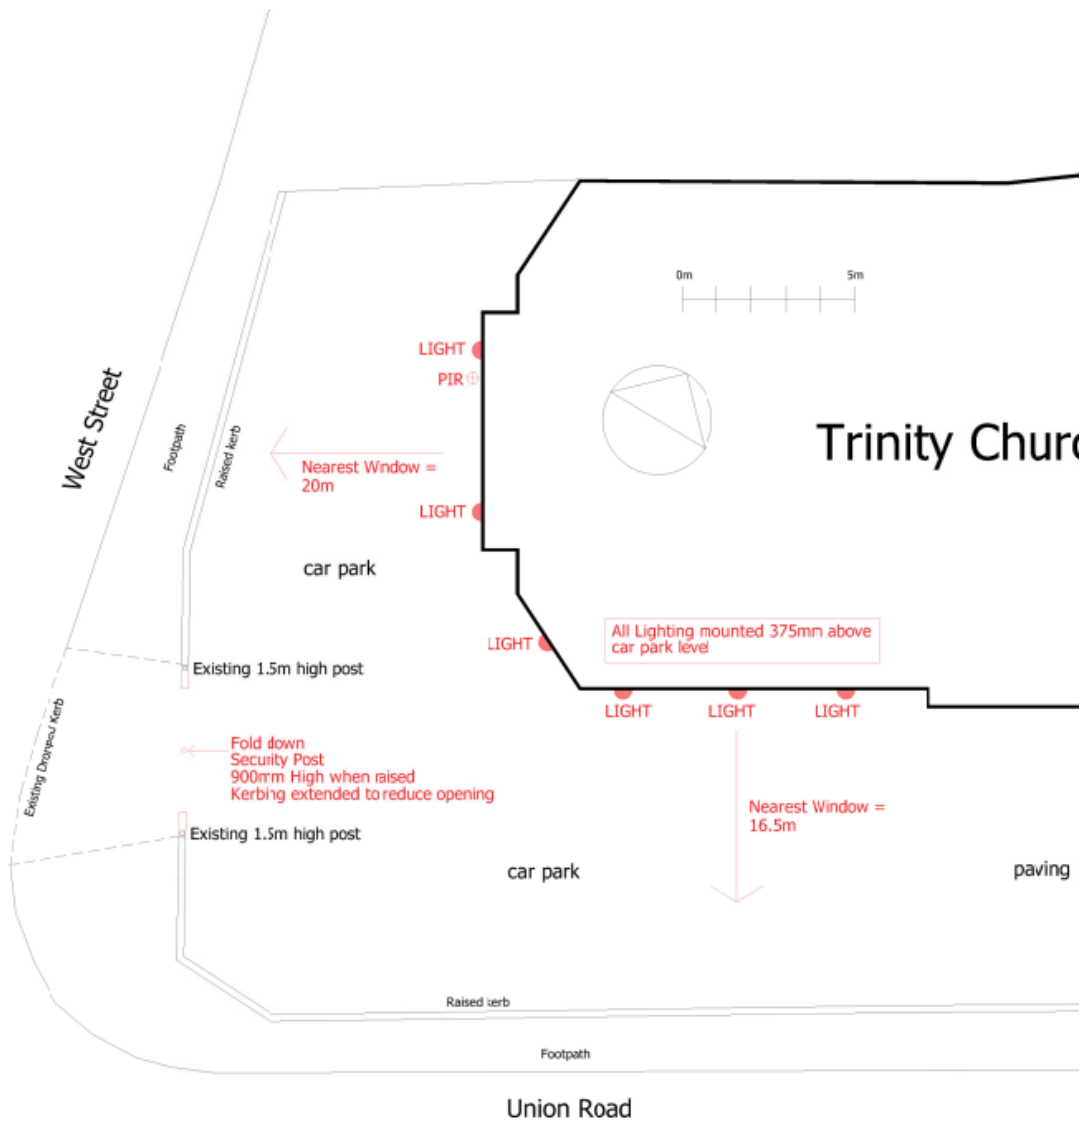 0m
5m
LIGHT
PIR
West Street
Footpath
Raised kerb
Trinity Churc
Nearest Window =
20m
LIGHT
car park
All Lighting mounted 375mm above
car park level
LIGHT
Existing 1.5m high post
LIGHT
LIGHT
LIGHT
Existing Dropped Kerb
Fold down
Security Post
900mm High when raised
Kerbing extended to reduce opening
Nearest Window =
16.5m
Existing 1.5m high post
car park
paving
Raised kerb
Footpath
Union Road